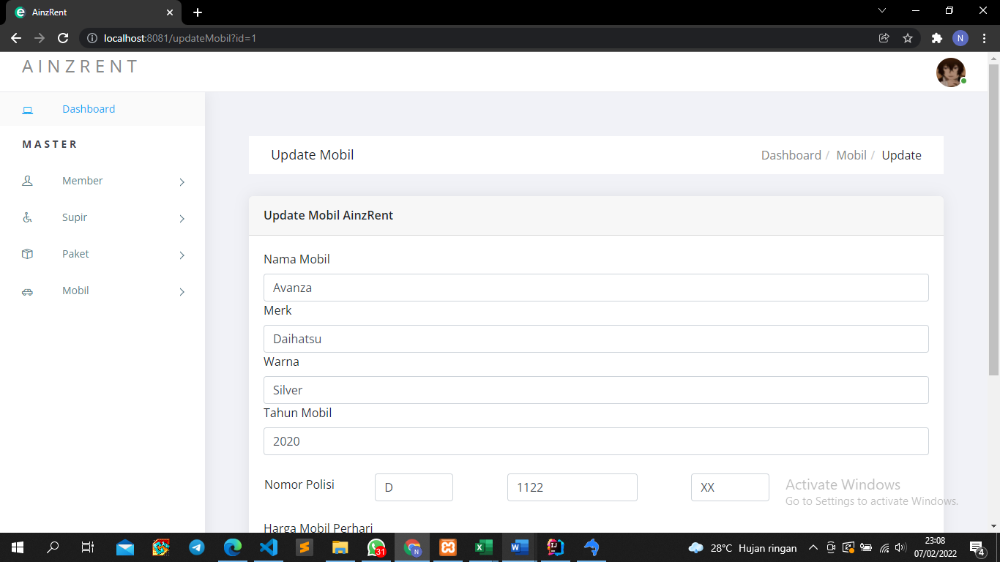 AinzRent
localhost:8081/updateMobil?id=1
N
AINZRENT
Dashboard
MASTER
Member
Supir
Paket
Mobil
Update Mobil
Dashboard / Mobil / Update
Update Mobil AinzRent
Nama Mobil
Avanza
Merk
Daihatsu
Warna
Silver
Tahun Mobil
2020
Nomor Polisi D 1122 XX
Harga Mobil Perhari
Activate Windows
Go to Settings to activate Windows.
31
N
28°C Hujan ringan
23:08
07/02/2022
4